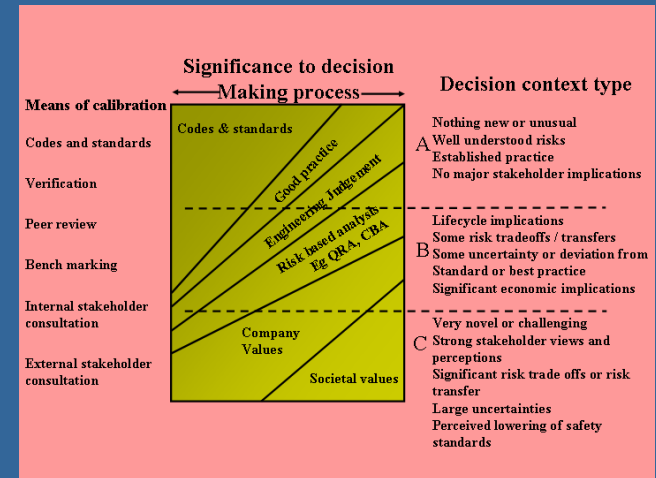 Significance to decision
Making process
Decision context type
Means of calibration
Codes and standards
Verification
Peer review
Bench marking
Internal stakeholder
consultation
External stakeholder
consultation
Codes & standards
Good practice
Engineering Judgement
Risk based analysis
Eg QRA, CBA
Company
Values
Societal values
A
Nothing new or unusual
Well understood risks
Established practice
No major stakeholder implications
B
Lifecycle implications
Some risk tradeoffs / transfers
Some uncertainty or deviation from
Standard or best practice
Significant economic implications
C
Very novel or challenging
Strong stakeholder views and
perceptions
Significant risk trade offs or risk
transfer
Large uncertainties
Perceived lowering of safety
standards